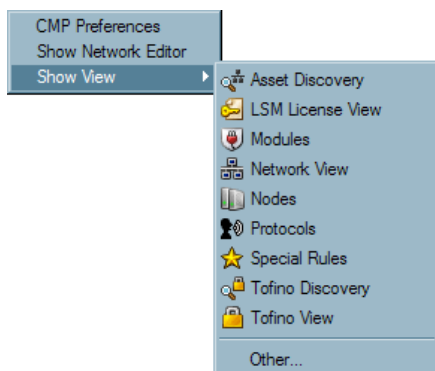 CMP Preferences
Show Network Editor
Show View
Asset Discovery
LSM License View
Modules
Network View
Nodes
Protocols
Special Rules
Tofino Discovery
Tofino View
Other...